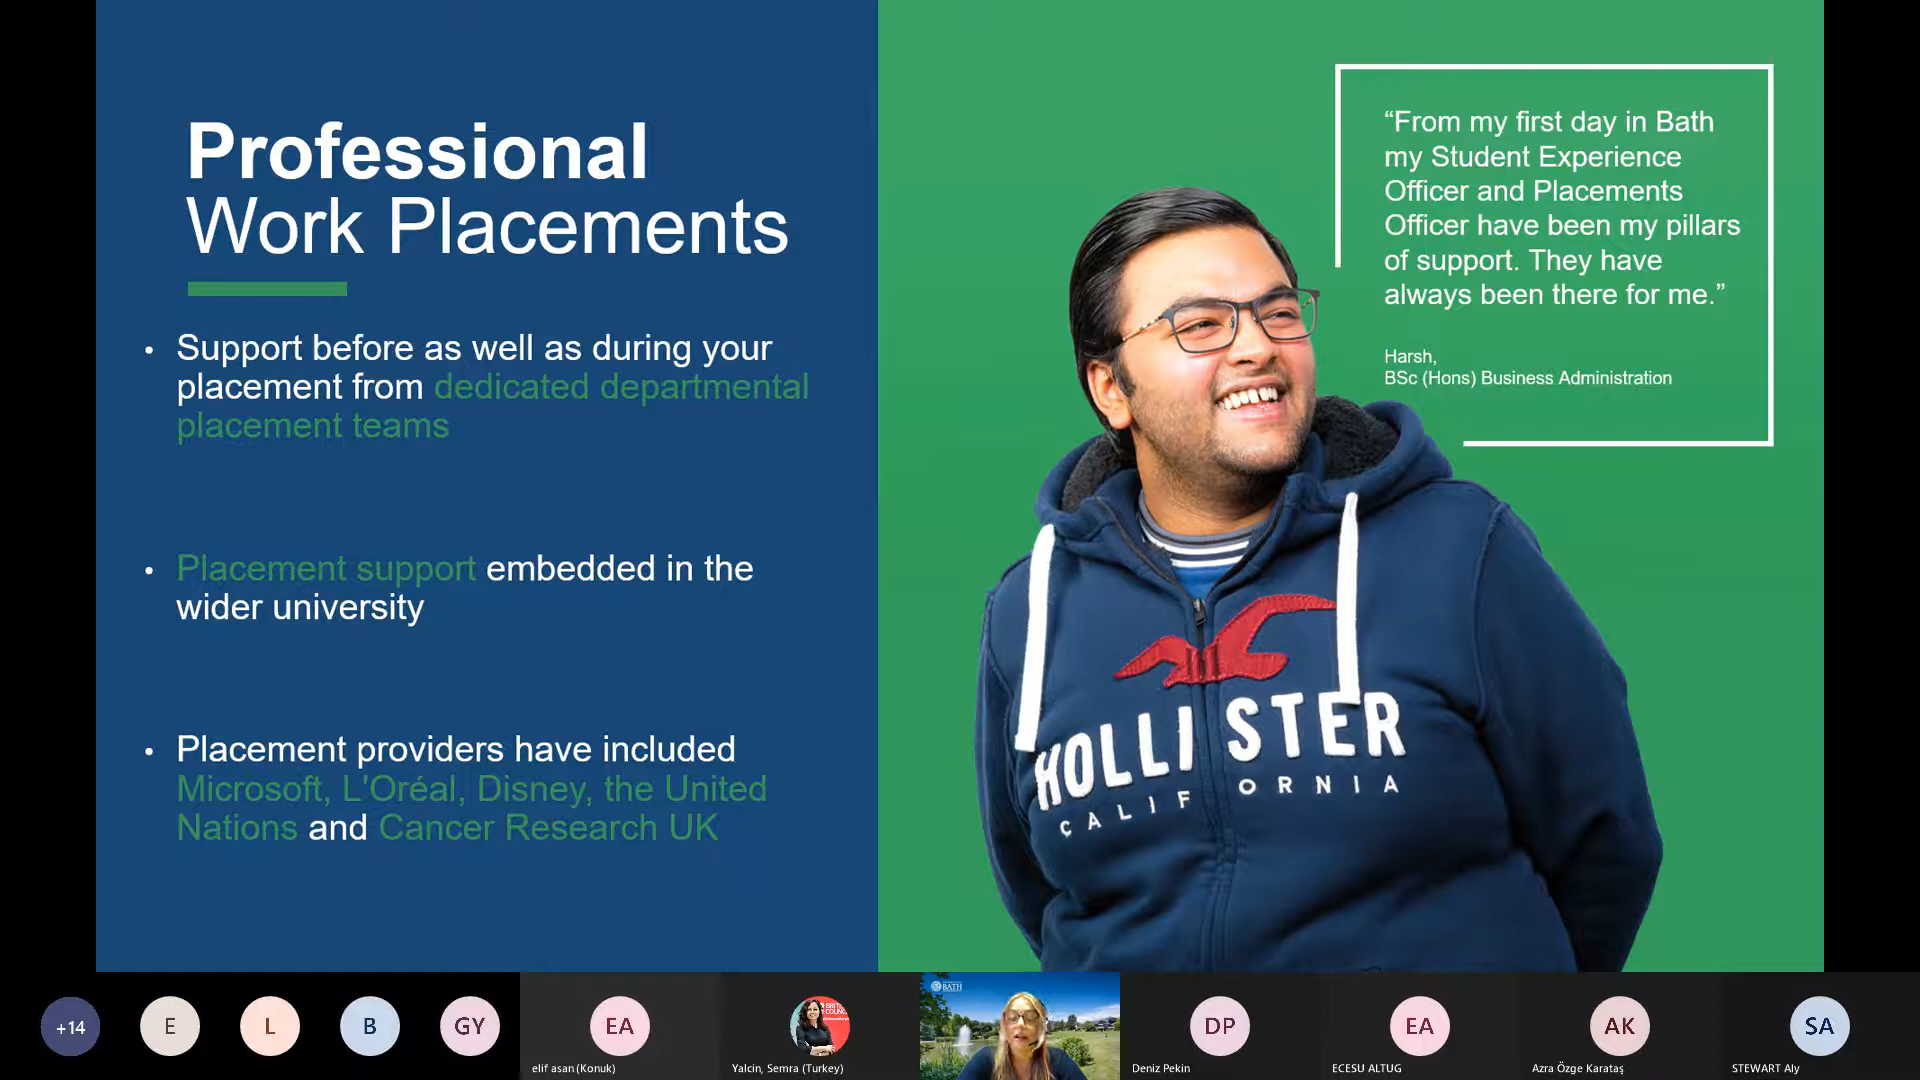 Professional
Work Placements
• Support before as well as during your
placement from dedicated departmental
placement teams
• Placement support embedded in the
wider university
• Placement providers have included
Microsoft, L'Oréal, Disney, the United
Nations and Cancer Research UK
“From my first day in Bath
my Student Experience
Officer and Placements
Officer have been my pillars
of support. They have
always been there for me.”
Harsh,
BSc (Hons) Business Administration
HOLLISTER
CALIFORNIA
+14
E
L
B
GY
EA
elif asan (Konuk)
Yalcin, Semra (Turkey)
BATH
DP
Deniz Pekin
EA
ECESU ALTUG
AK
Azra Özge Karataş
SA
STEWART Aly